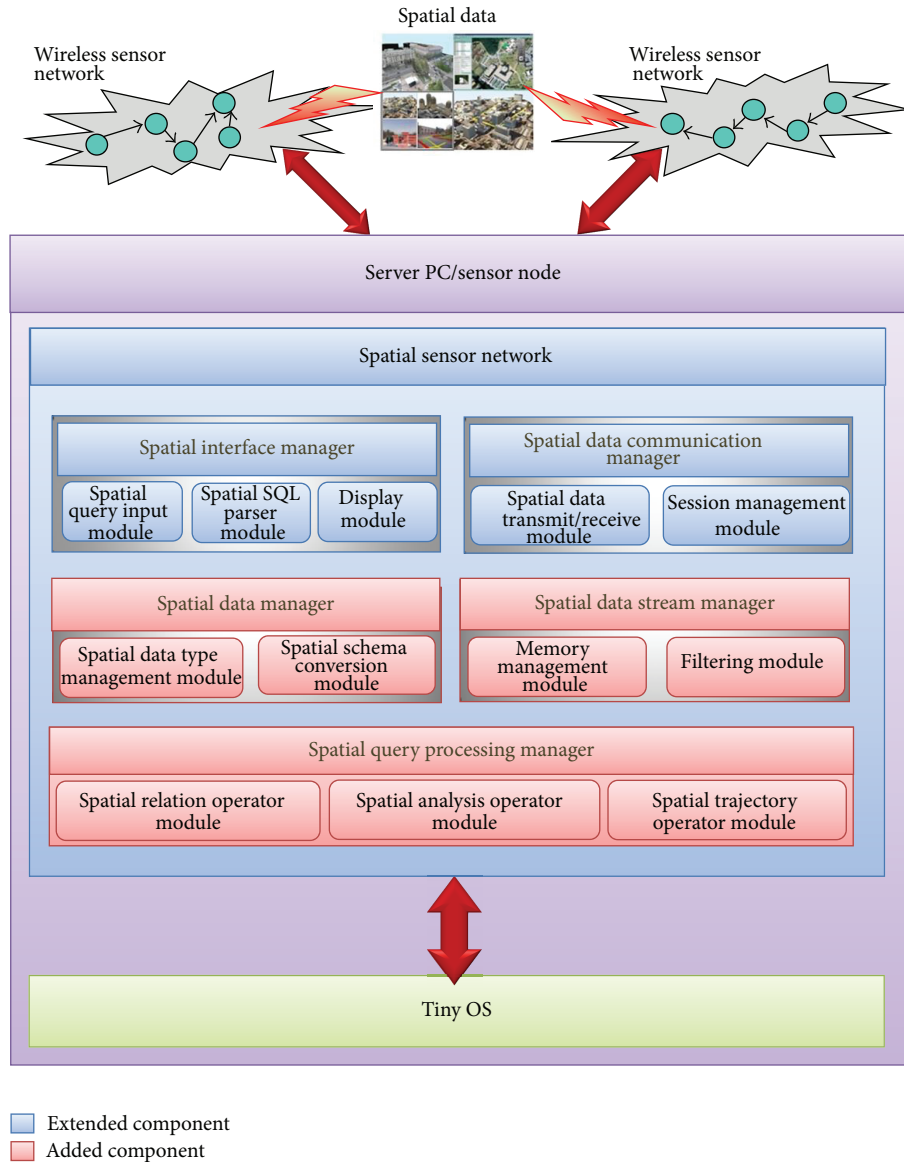 Spatial data
Wireless sensor
network
Wireless sensor
network
Server PC/sensor node
Spatial sensor network
Spatial interface manager
Spatial
query input
module
Spatial SQL
parser
module
Display
module
Spatial data communication
manager
Spatial data
transmit/receive
module
Session management
module
Spatial data manager
Spatial data type
management module
Spatial schema
conversion
module
Spatial data stream manager
Memory
management
module
Filtering module
Spatial query processing manager
Spatial relation operator
module
Spatial analysis operator
module
Spatial trajectory
operator module
Tiny OS
Extended component
Added component